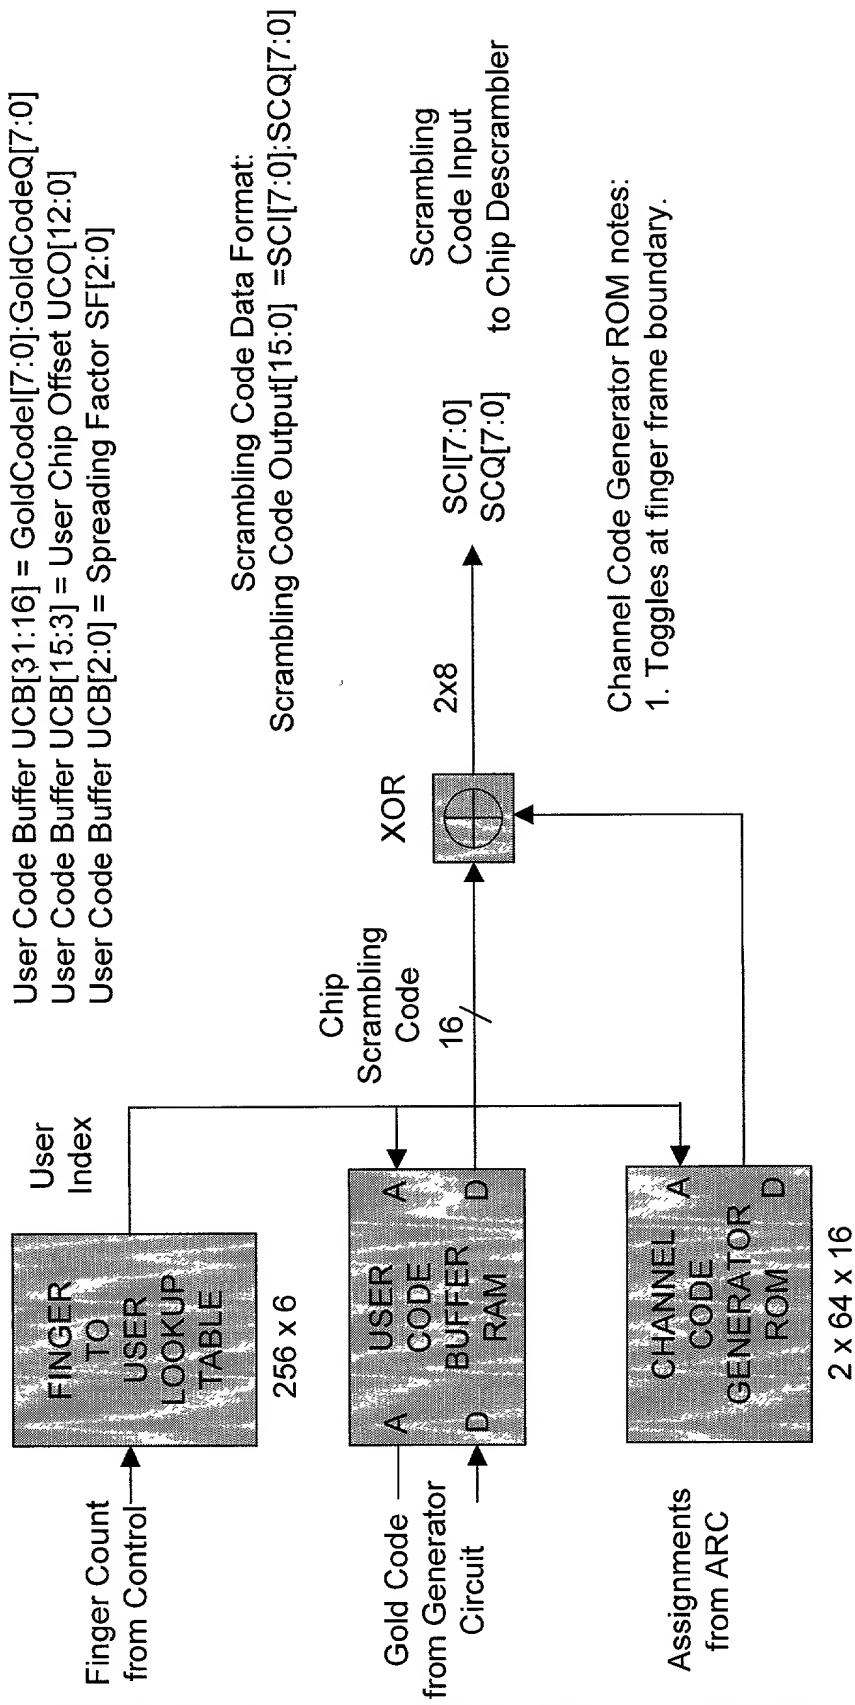 User Code Buffer UCB[31:16] = GoldCodeI[7:0]:GoldCodeQ[7:0]
User Code Buffer UCB[15:3] = User Chip Offset UCO[12:0]
User Code Buffer UCB[2:0] = Spreading Factor SF[2:0]
Scrambling Code Data Format:
Scrambling Code Output[15:0] =SCI[7:0]:SCQ[7:0]
Finger Count
from Control
FINGER
TO
USER
LOOKUP
TABLE
256 x 6
User
Index
Gold Code
from Generator
Circuit
A
D
USER
CODE
BUFFER
RAM
A
D
Chip
Scrambling
Code
16
XOR
2x8
SCI[7:0]
SCQ[7:0]
Scrambling
Code Input
to Chip Descrambler
Assignments
from ARC
CHANNEL
CODE
GENERATOR
ROM
A
D
2 x 64 x 16
Channel Code Generator ROM notes:
1. Toggles at finger frame boundary.